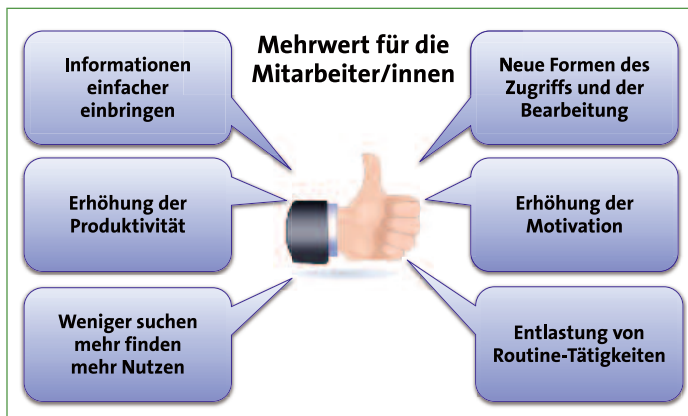 Mehrwert für die
Mitarbeiter/innen
Informationen
einfacher
einbringen
Neue Formen des
Zugriffs und der
Bearbeitung
Erhöhung der
Produktivität
Erhöhung der
Motivation
Weniger suchen
mehr finden
mehr Nutzen
Entlastung von
Routine-Tätigkeiten